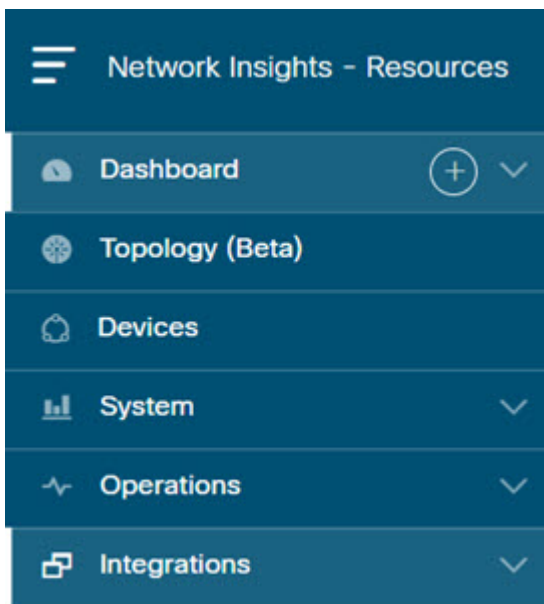 Network Insights - Resources
Dashboard
Topology (Beta)
Devices
System
Operations
Integrations